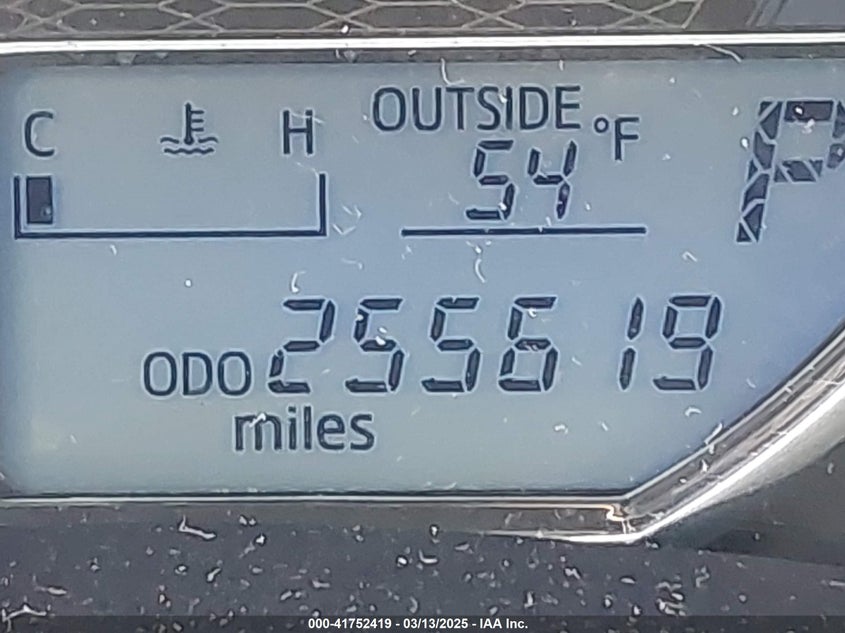 C H OUTSIDE °F P
54
ODO 255619
miles
000-41752419 - 03/13/2025 - IAA Inc.